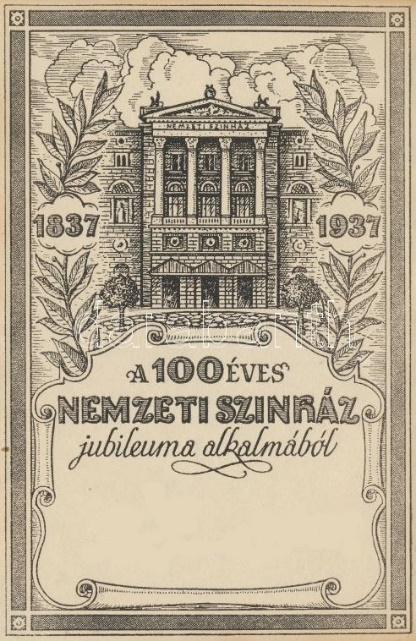 NEMZETI SZINHÁZ
1837 1937
A 100 ÉVES
NEMZETI SZINHÁZ
jubileuma alkalmából